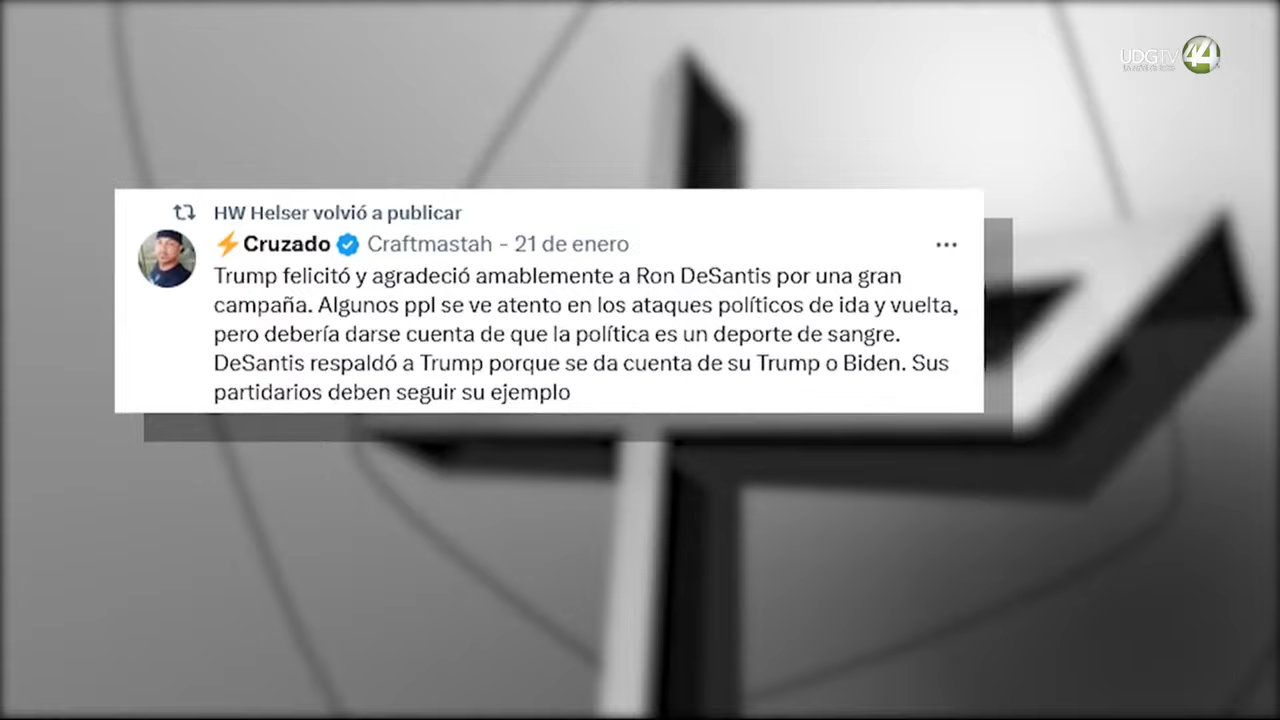 UDGTV 44
HW Helser volvió a publicar
⚡Cruzado Craftmastah - 21 de enero
Trump felicitó y agradeció amablemente a Ron DeSantis por una gran
campaña. Algunos ppl se ve atento en los ataques políticos de ida y vuelta,
pero debería darse cuenta de que la política es un deporte de sangre.
DeSantis respaldó a Trump porque se da cuenta de su Trump o Biden. Sus
partidarios deben seguir su ejemplo